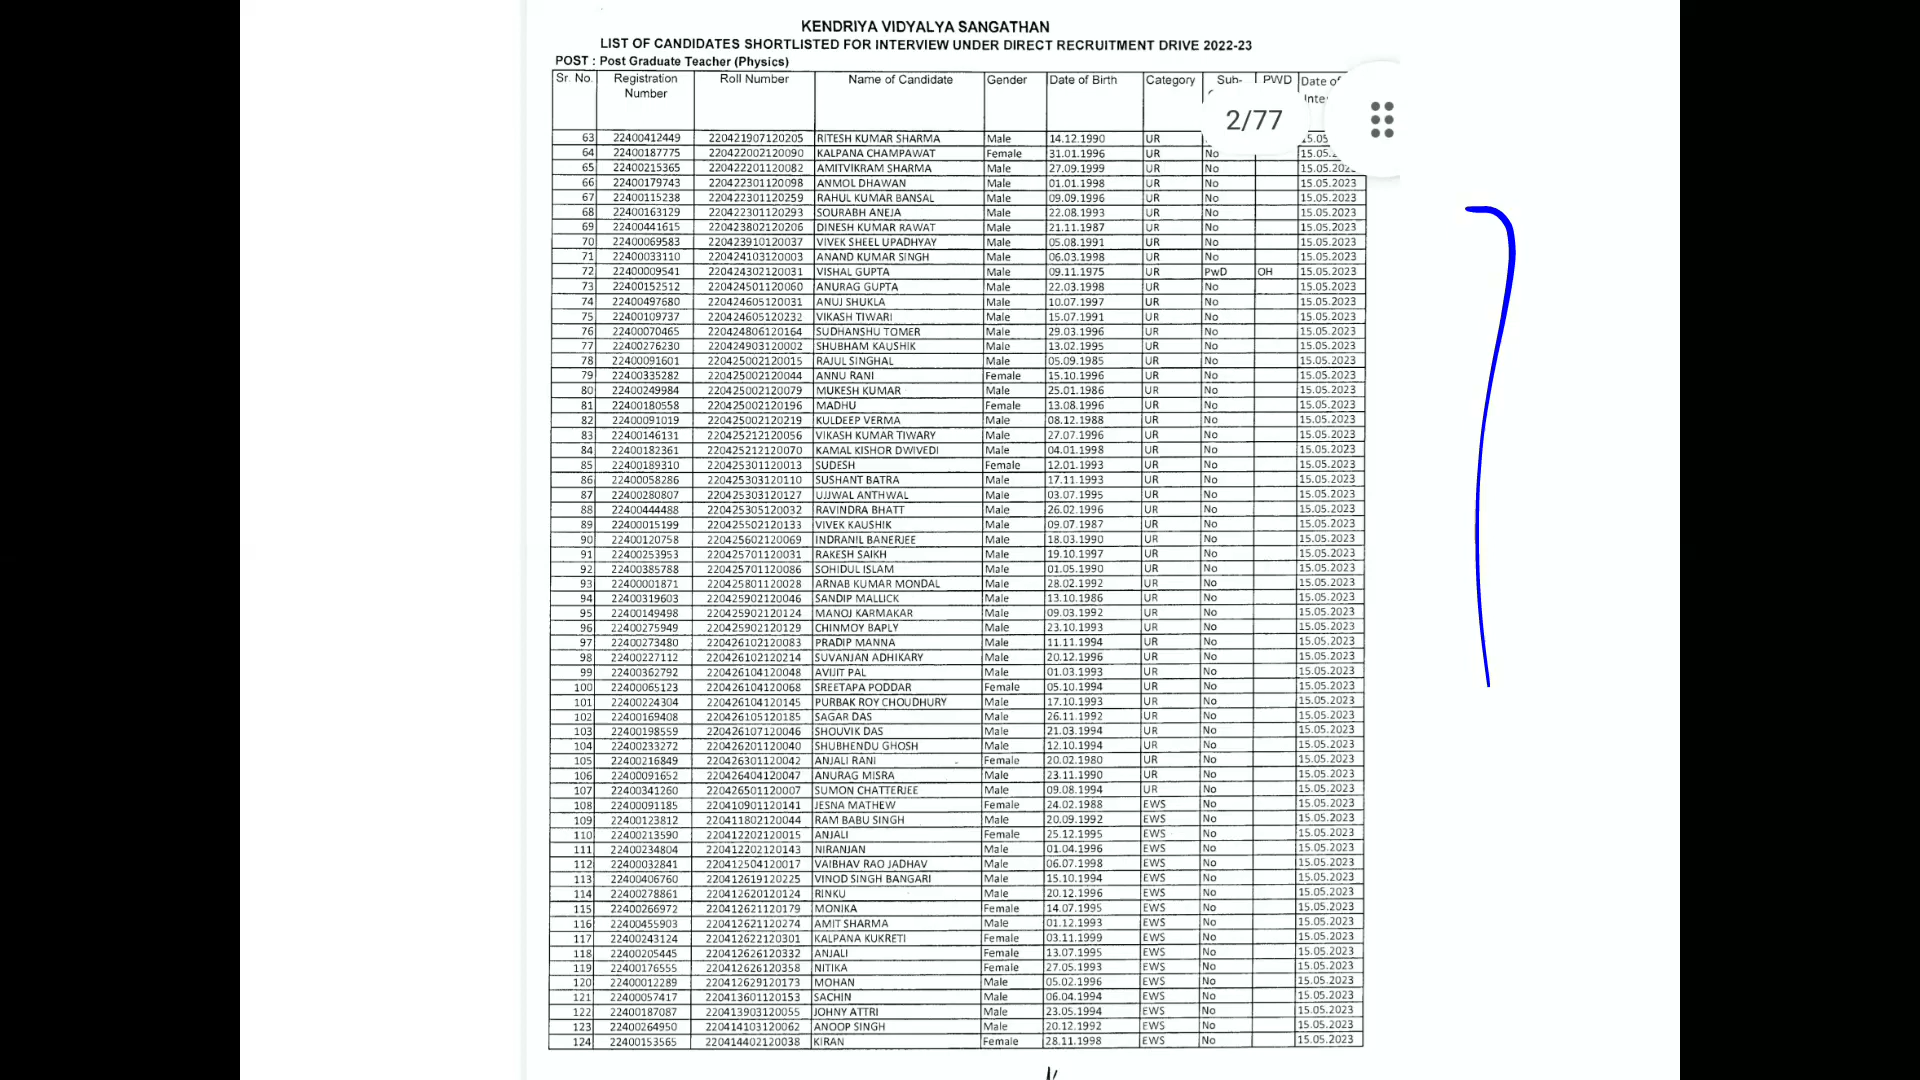 KENDRIYA VIDYALYA SANGATHAN
LIST OF CANDIDATES SHORTLISTED FOR INTERVIEW UNDER DIRECT RECRUITMENT DRIVE 2022-23
POST : Post Graduate Teacher (Physics)
Sr. No. Registration Number Roll Number Name of Candidate Gender Date of Birth Category Sub- PWD Date of
2/77
63 22400412449 220421907120205 RITESH KUMAR SHARMA Male 14.12.1990 UR
64 22400187775 220422002120090 KALPANA CHAMPAWAT Female 31.01.1996 UR No
65 22400215365 220422201120082 AMITVIKRAM SHARMA Male 27.09.1999 UR No
66 22400179743 220422301120098 ANMOL DHAWAN Male 01.01.1998 UR No 15.05.2023
67 22400115238 220422301120259 RAHUL KUMAR BANSAL Male 09.09.1996 UR No 15.05.2023
68 22400163129 220422301120293 SOURABH ANEJA Male 22.08.1993 UR No 15.05.2023
69 22400441615 220423802120206 DINESH KUMAR RAWAT Male 21.11.1987 UR No 15.05.2023
70 22400069583 220423910120037 VIVEK SHEEL UPADHYAY Male 05.08.1991 UR No 15.05.2023
71 22400033110 220424103120003 ANAND KUMAR SINGH Male 06.03.1998 UR No 15.05.2023
72 22400009541 220424302120031 VISHAL GUPTA Male 09.11.1975 UR PwD OH 15.05.2023
73 22400152512 220424501120060 ANURAG GUPTA Male 22.03.1998 UR No 15.05.2023
74 22400497680 220424605120031 ANUJ SHUKLA Male 10.07.1997 UR No 15.05.2023
75 22400109737 220424605120232 VIKASH TIWARI Male 15.07.1991 UR No 15.05.2023
76 22400070465 220424806120164 SUDHANSHU TOMER Male 29.03.1996 UR No 15.05.2023
77 22400276230 220424903120002 SHUBHAM KAUSHIK Male 13.02.1995 UR No 15.05.2023
78 22400091601 220425002120015 RAJUL SINGHAL Male 05.09.1985 UR No 15.05.2023
79 22400335282 220425002120044 ANNU RANI Female 15.10.1996 UR No 15.05.2023
80 22400249984 220425002120079 MUKESH KUMAR Male 25.01.1986 UR No 15.05.2023
81 22400180558 220425002120196 MADHU Female 13.08.1996 UR No 15.05.2023
82 22400091019 220425002120219 KULDEEP VERMA Male 08.12.1988 UR No 15.05.2023
83 22400146131 220425212120056 VIKASH KUMAR TIWARY Male 27.07.1996 UR No 15.05.2023
84 22400182361 220425212120070 KAMAL KISHOR DWIVEDI Male 04.01.1998 UR No 15.05.2023
85 22400189310 220425301120013 SUDESH Female 12.01.1993 UR No 15.05.2023
86 22400058286 220425303120110 SUSHANT BATRA Male 17.11.1993 UR No 15.05.2023
87 22400280807 220425303120127 UJJWAL ANTHWAL Male 03.07.1995 UR No 15.05.2023
88 22400444488 220425305120032 RAVINDRA BHATT Male 26.02.1996 UR No 15.05.2023
89 22400015199 220425502120133 VIVEK KAUSHIK Male 09.07.1987 UR No 15.05.2023
90 22400120758 220425602120069 INDRANIL BANERJEE Male 18.03.1990 UR No 15.05.2023
91 22400253953 220425701120031 RAKESH SAIKH Male 19.10.1997 UR No 15.05.2023
92 22400385788 220425701120086 SOHIDUL ISLAM Male 01.05.1990 UR No 15.05.2023
93 22400001871 220425801120028 ARNAB KUMAR MONDAL Male 28.02.1992 UR No 15.05.2023
94 22400319603 220425902120046 SANDIP MALLICK Male 13.10.1986 UR No 15.05.2023
95 22400149498 220425902120124 MANOJ KARMAKAR Male 09.03.1992 UR No 15.05.2023
96 22400275949 220425902120129 CHINMOY BAPLY Male 23.10.1993 UR No 15.05.2023
97 22400273480 220426102120083 PRADIP MANNA Male 11.11.1994 UR No 15.05.2023
98 22400227112 220426102120214 SUVANJAN ADHIKARY Male 20.12.1996 UR No 15.05.2023
99 22400362792 220426104120048 AVIJIT PAL Male 01.03.1993 UR No 15.05.2023
100 22400065123 220426104120068 SREETAPA PODDAR Female 05.10.1994 UR No 15.05.2023
101 22400224304 220426104120145 PURBAK ROY CHOUDHURY Male 17.10.1993 UR No 15.05.2023
102 22400169408 220426105120185 SAGAR DAS Male 26.11.1992 UR No 15.05.2023
103 22400198559 220426107120046 SHOUVIK DAS Male 21.03.1994 UR No 15.05.2023
104 22400233272 220426201120040 SHUBHENDU GHOSH Male 12.10.1994 UR No 15.05.2023
105 22400216849 220426301120042 ANJALI RANI Female 20.02.1980 UR No 15.05.2023
106 22400091652 220426404120047 ANURAG MISRA Male 23.11.1990 UR No 15.05.2023
107 22400341260 220426501120007 SUMON CHATTERJEE Male 09.08.1994 UR No 15.05.2023
108 22400091185 220410901120141 JESNA MATHEW Female 24.02.1988 EWS No 15.05.2023
109 22400123812 220411802120044 RAM BABU SINGH Male 20.09.1992 EWS No 15.05.2023
110 22400213590 220412202120015 ANJALI Female 25.12.1995 EWS No 15.05.2023
111 22400234804 220412202120143 NIRANJAN Male 01.04.1996 EWS No 15.05.2023
112 22400032841 220412504120017 VAIBHAV RAO JADHAV Male 06.07.1998 EWS No 15.05.2023
113 22400406760 220412619120225 VINOD SINGH BANGARI Male 15.10.1994 EWS No 15.05.2023
114 22400278861 220412620120124 RINKU Male 20.12.1996 EWS No 15.05.2023
115 22400266972 220412621120179 MONIKA Female 14.07.1995 EWS No 15.05.2023
116 22400455903 220412621120274 AMIT SHARMA Male 01.12.1993 EWS No 15.05.2023
117 22400243124 220412622120301 KALPANA KUKRETI Female 03.11.1999 EWS No 15.05.2023
118 22400205445 220412626120332 ANJALI Female 13.07.1995 EWS No 15.05.2023
119 22400176555 220412626120358 NITIKA Female 27.05.1993 EWS No 15.05.2023
120 22400012289 220412629120173 MOHAN Male 05.02.1996 EWS No 15.05.2023
121 22400057417 220413601120153 SACHIN Male 06.04.1994 EWS No 15.05.2023
122 22400187087 220413903120055 JOHNY ATTRI Male 23.05.1994 EWS No 15.05.2023
123 22400264950 220414103120062 ANOOP SINGH Male 20.12.1992 EWS No 15.05.2023
124 22400153565 220414402120038 KIRAN Female 28.11.1998 EWS No 15.05.2023